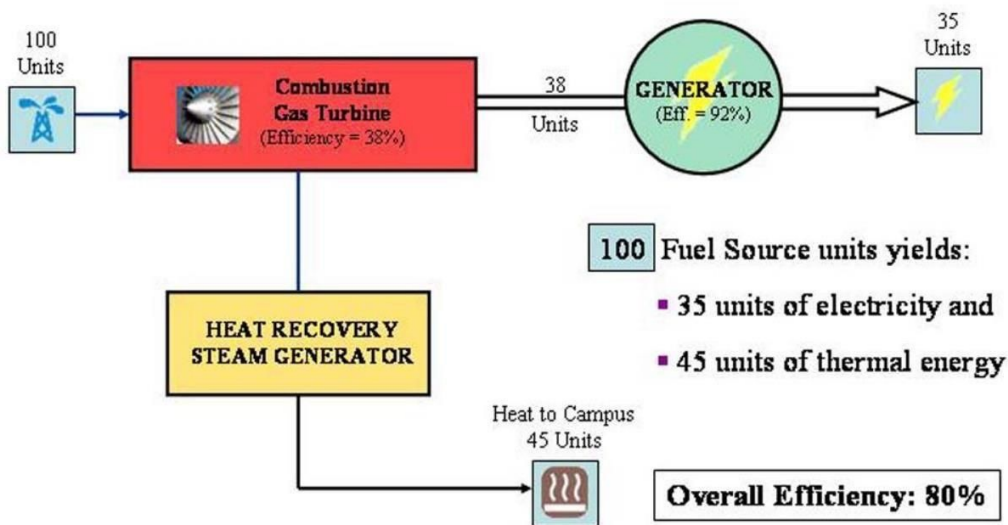 100
Units
Combustion
Gas Turbine
(Efficiency = 38%)
38
Units
GENERATOR
(Eff. = 92%)
35
Units
100 Fuel Source units yields:
▪ 35 units of electricity and
▪ 45 units of thermal energy
HEAT RECOVERY
STEAM GENERATOR
Heat to Campus
45 Units
Overall Efficiency: 80%